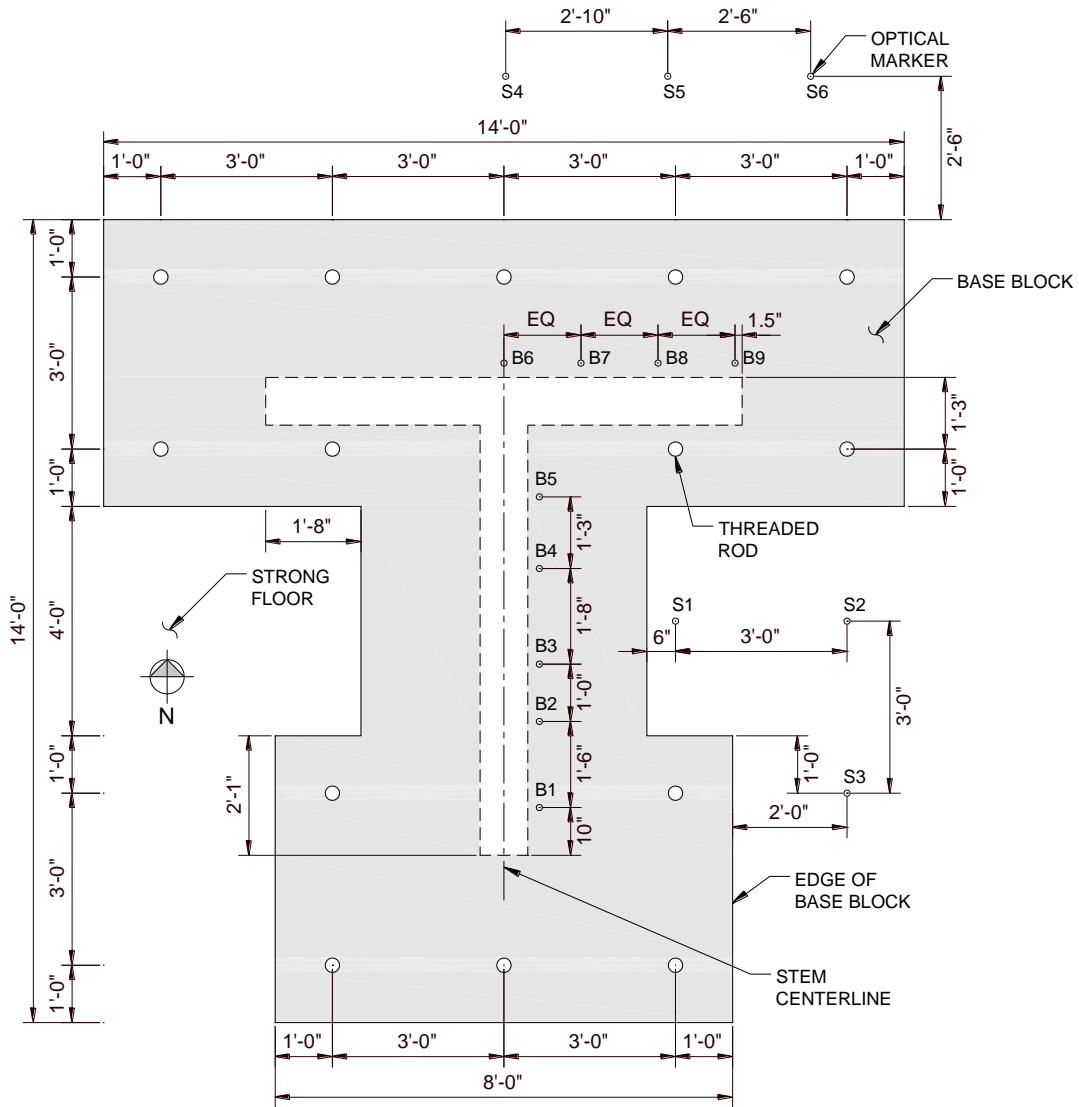 2'-10"
2'-6"
OPTICAL
MARKER
S4
S5
S6
14'-0"
2'-6"
1'-0"
3'-0"
3'-0"
3'-0"
3'-0"
1'-0"
1'-0"
BASE BLOCK
EQ
EQ
EQ
1.5"
3'-0"
B6
B7
B8
B9
1'-3"
1'-0"
1'-0"
B5
1'-8"
1'-3"
THREADED
ROD
B4
STRONG
FLOOR
14'-0"
4'-0"
1'-8"
S1
S2
6"
3'-0"
B3
N
1'-0"
3'-0"
B2
1'-0"
2'-1"
1'-6"
1'-0"
S3
B1
2'-0"
10"
3'-0"
EDGE OF
BASE BLOCK
STEM
CENTERLINE
1'-0"
1'-0"
3'-0"
3'-0"
1'-0"
8'-0"